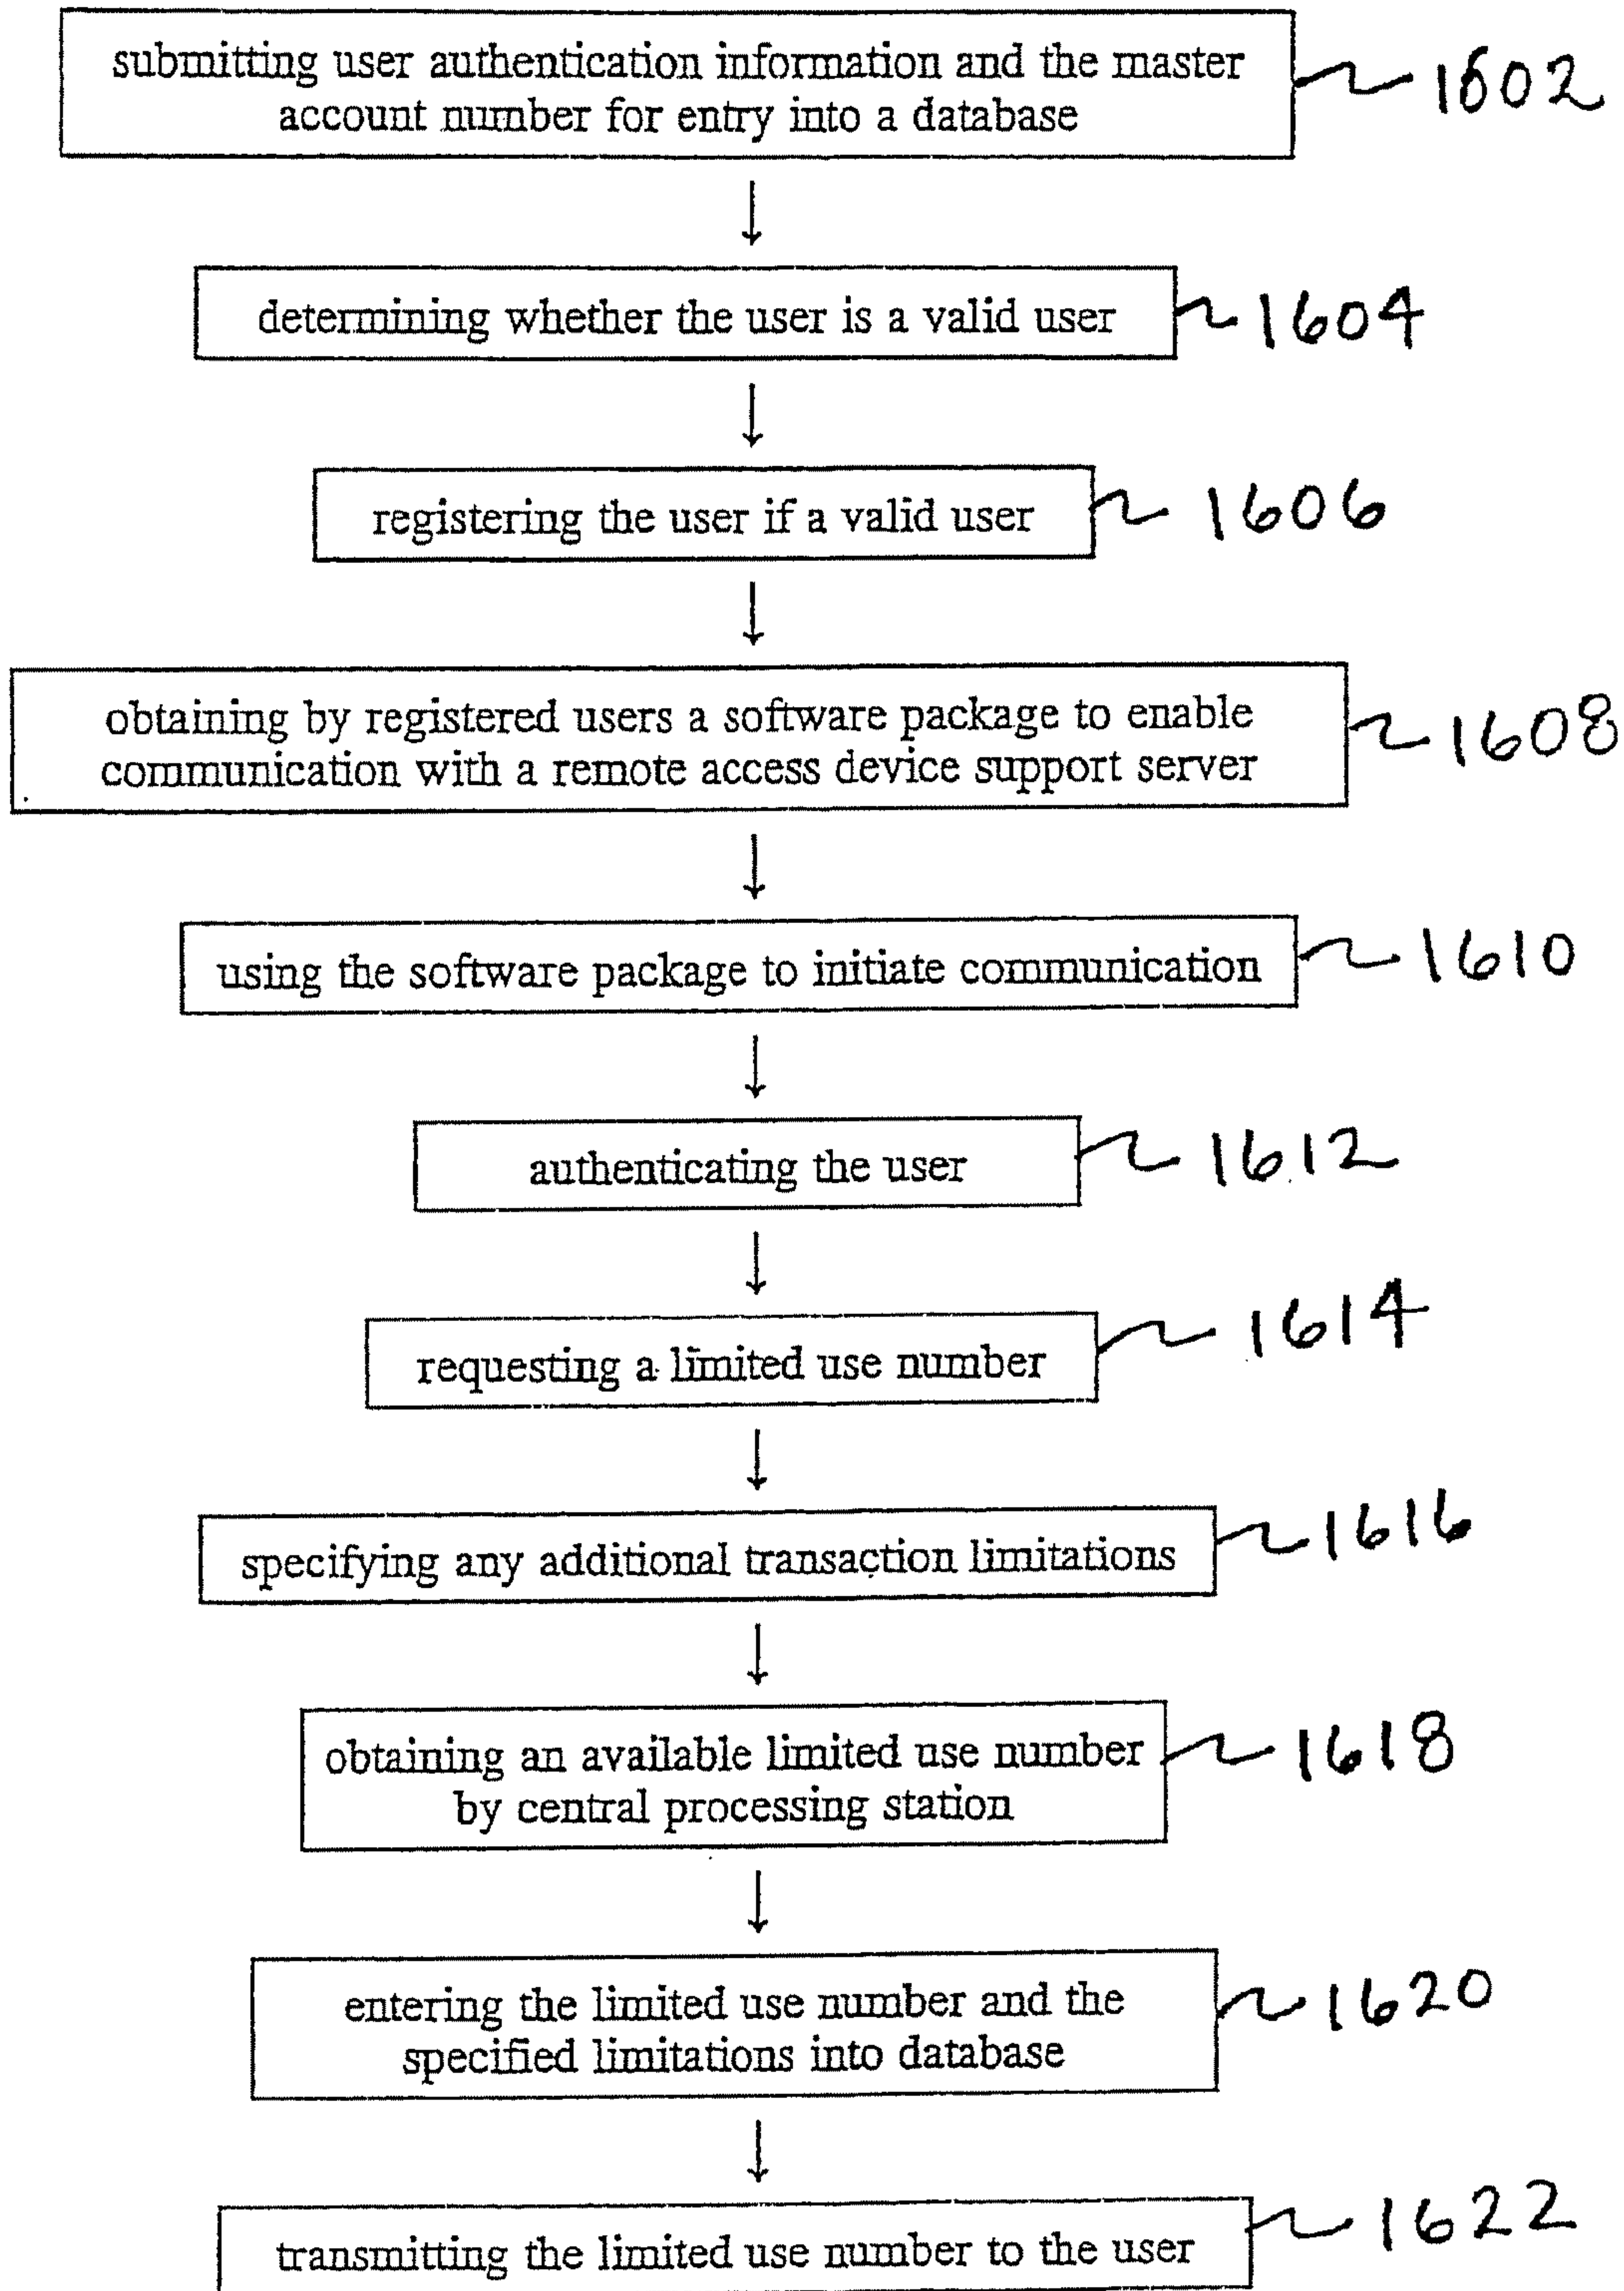 submitting user authentication information and the master
account number for entry into a database
1602
determining whether the user is a valid user
1604
registering the user if a valid user
1606
obtaining by registered users a software package to enable
communication with a remote access device support server
1608
using the software package to initiate communication
1610
authenticating the user
1612
requesting a limited use number
1614
specifying any additional transaction limitations
1616
obtaining an available limited use number
by central processing station
1618
entering the limited use number and the
specified limitations into database
1620
transmitting the limited use number to the user
1622